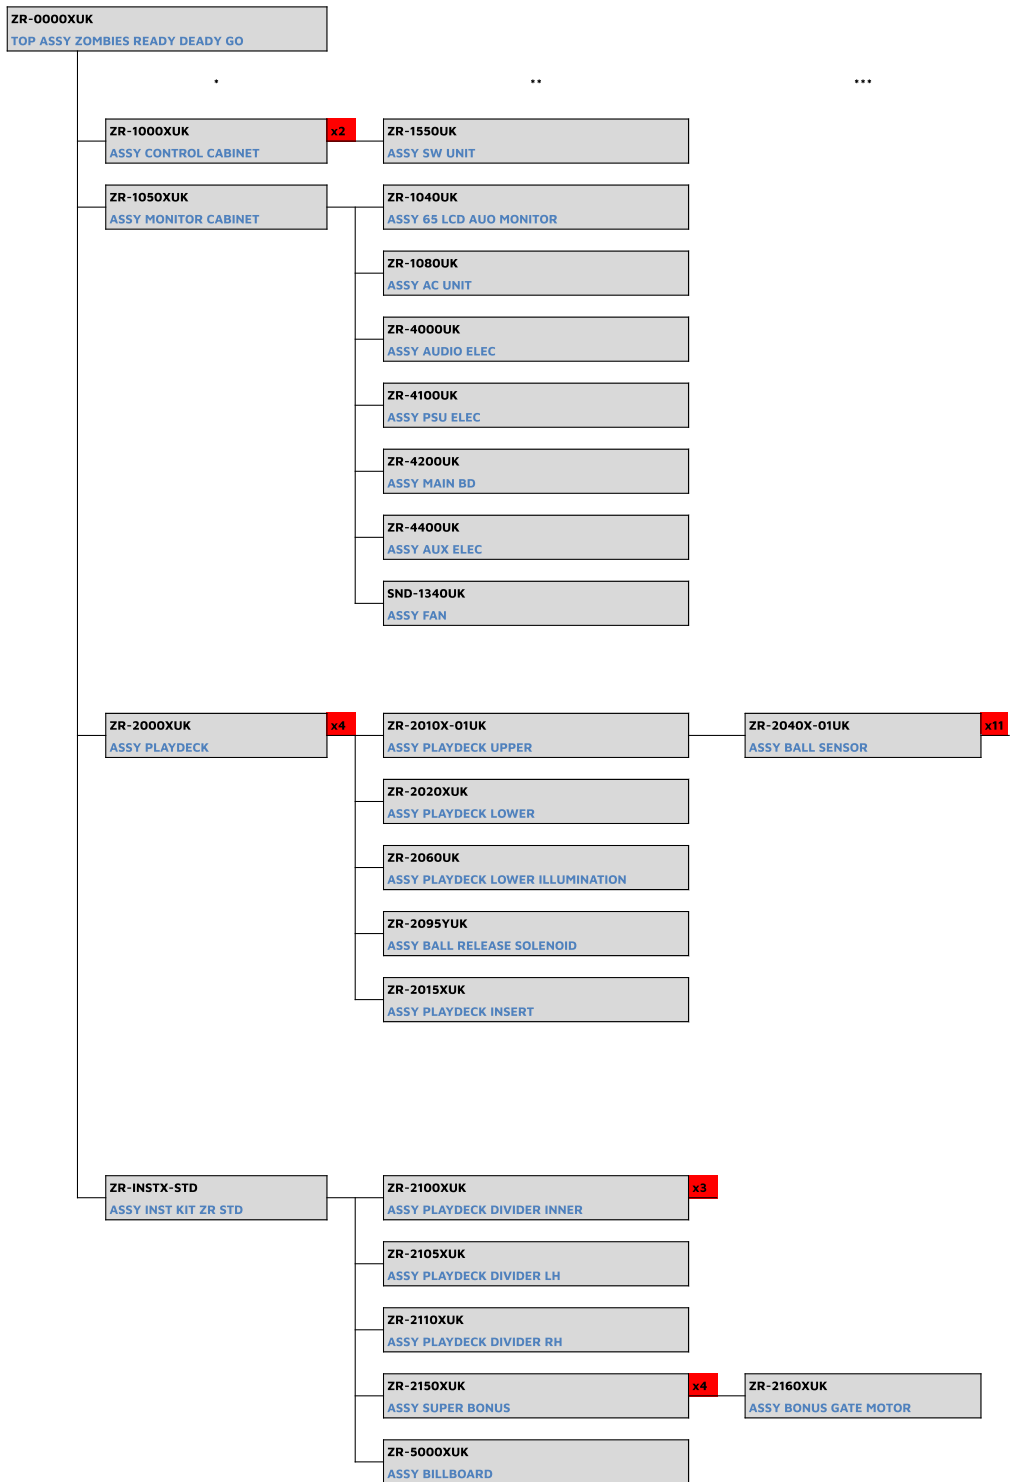 ZR-0000XUK
TOP ASSY ZOMBIES READY DEADY GO
•
••
•••
ZR-1000XUK
ASSY CONTROL CABINET
x2
ZR-1550UK
ASSY SW UNIT
ZR-1050XUK
ASSY MONITOR CABINET
ZR-1040UK
ASSY 65 LCD AUO MONITOR
ZR-1080UK
ASSY AC UNIT
ZR-4000UK
ASSY AUDIO ELEC
ZR-4100UK
ASSY PSU ELEC
ZR-4200UK
ASSY MAIN BD
ZR-4400UK
ASSY AUX ELEC
SND-1340UK
ASSY FAN
ZR-2000XUK
ASSY PLAYDECK
x4
ZR-2010X-01UK
ASSY PLAYDECK UPPER
ZR-2040X-01UK
ASSY BALL SENSOR
x11
ZR-2020XUK
ASSY PLAYDECK LOWER
ZR-2060UK
ASSY PLAYDECK LOWER ILLUMINATION
ZR-2095YUK
ASSY BALL RELEASE SOLENOID
ZR-2015XUK
ASSY PLAYDECK INSERT
ZR-INSTX-STD
ASSY INST KIT ZR STD
ZR-2100XUK
ASSY PLAYDECK DIVIDER INNER
x3
ZR-2105XUK
ASSY PLAYDECK DIVIDER LH
ZR-2110XUK
ASSY PLAYDECK DIVIDER RH
ZR-2150XUK
ASSY SUPER BONUS
x4
ZR-2160XUK
ASSY BONUS GATE MOTOR
ZR-5000XUK
ASSY BILLBOARD